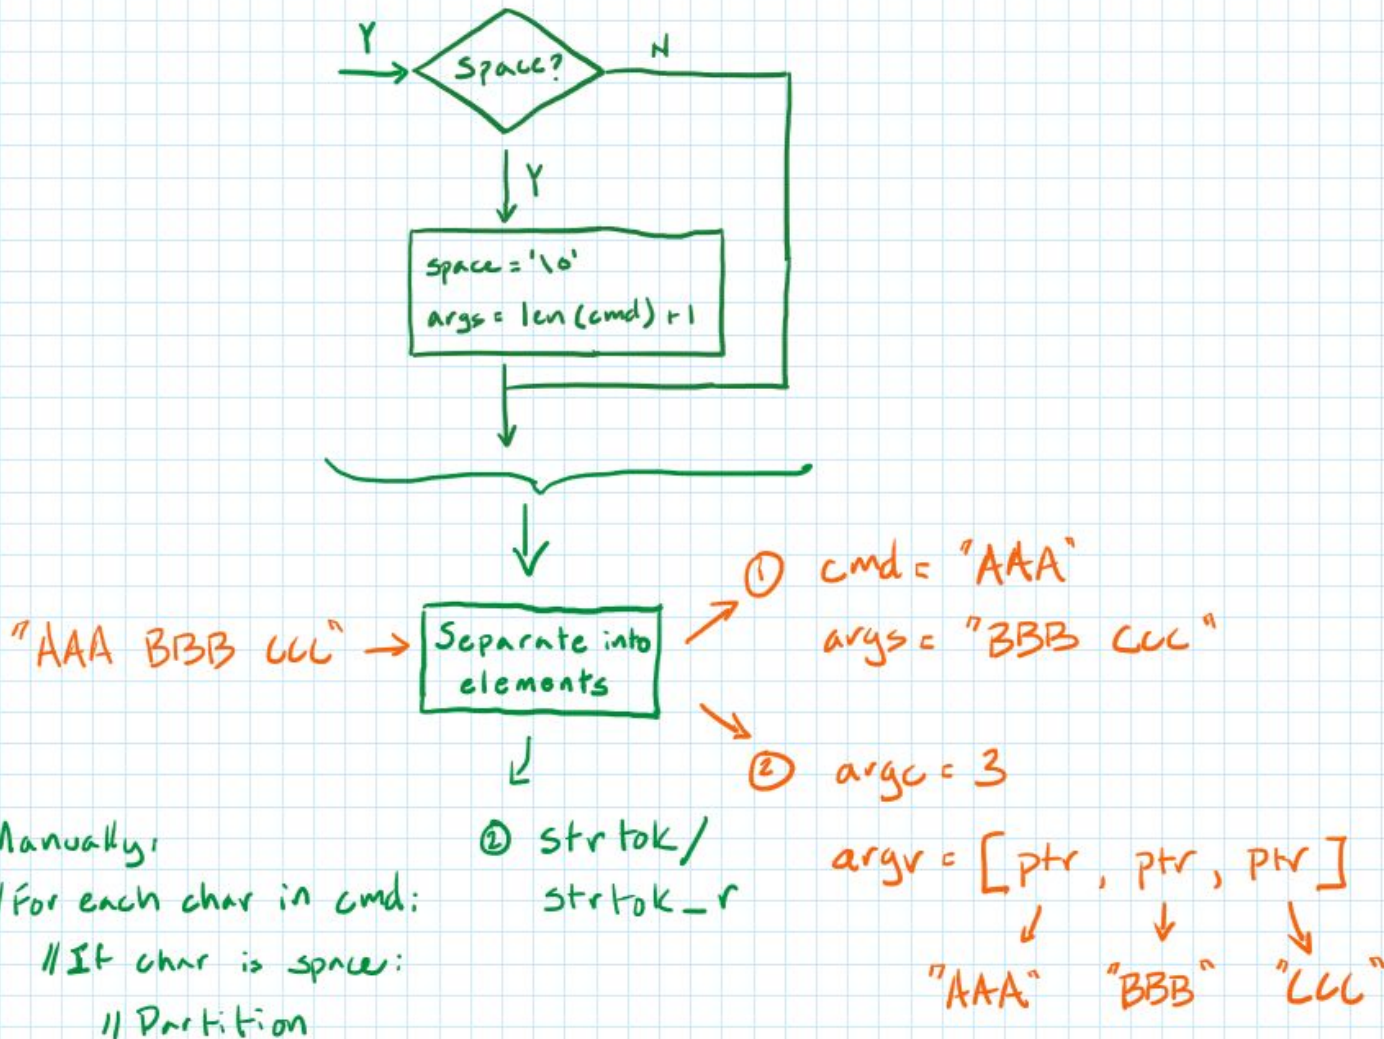 Y
Space?
N
Y
space = '\0'
args = len(cmd) + 1
① cmd = "AAA"
args = "BBB CCC"
"AAA BBB CCC"
Separate into
elements
② argc = 3
argv = [ptr, ptr, ptr]
"AAA" "BBB" "CCC"
Manually:
//For each char in cmd:
//If char is space:
//Partition
② strtok/
strtok_r